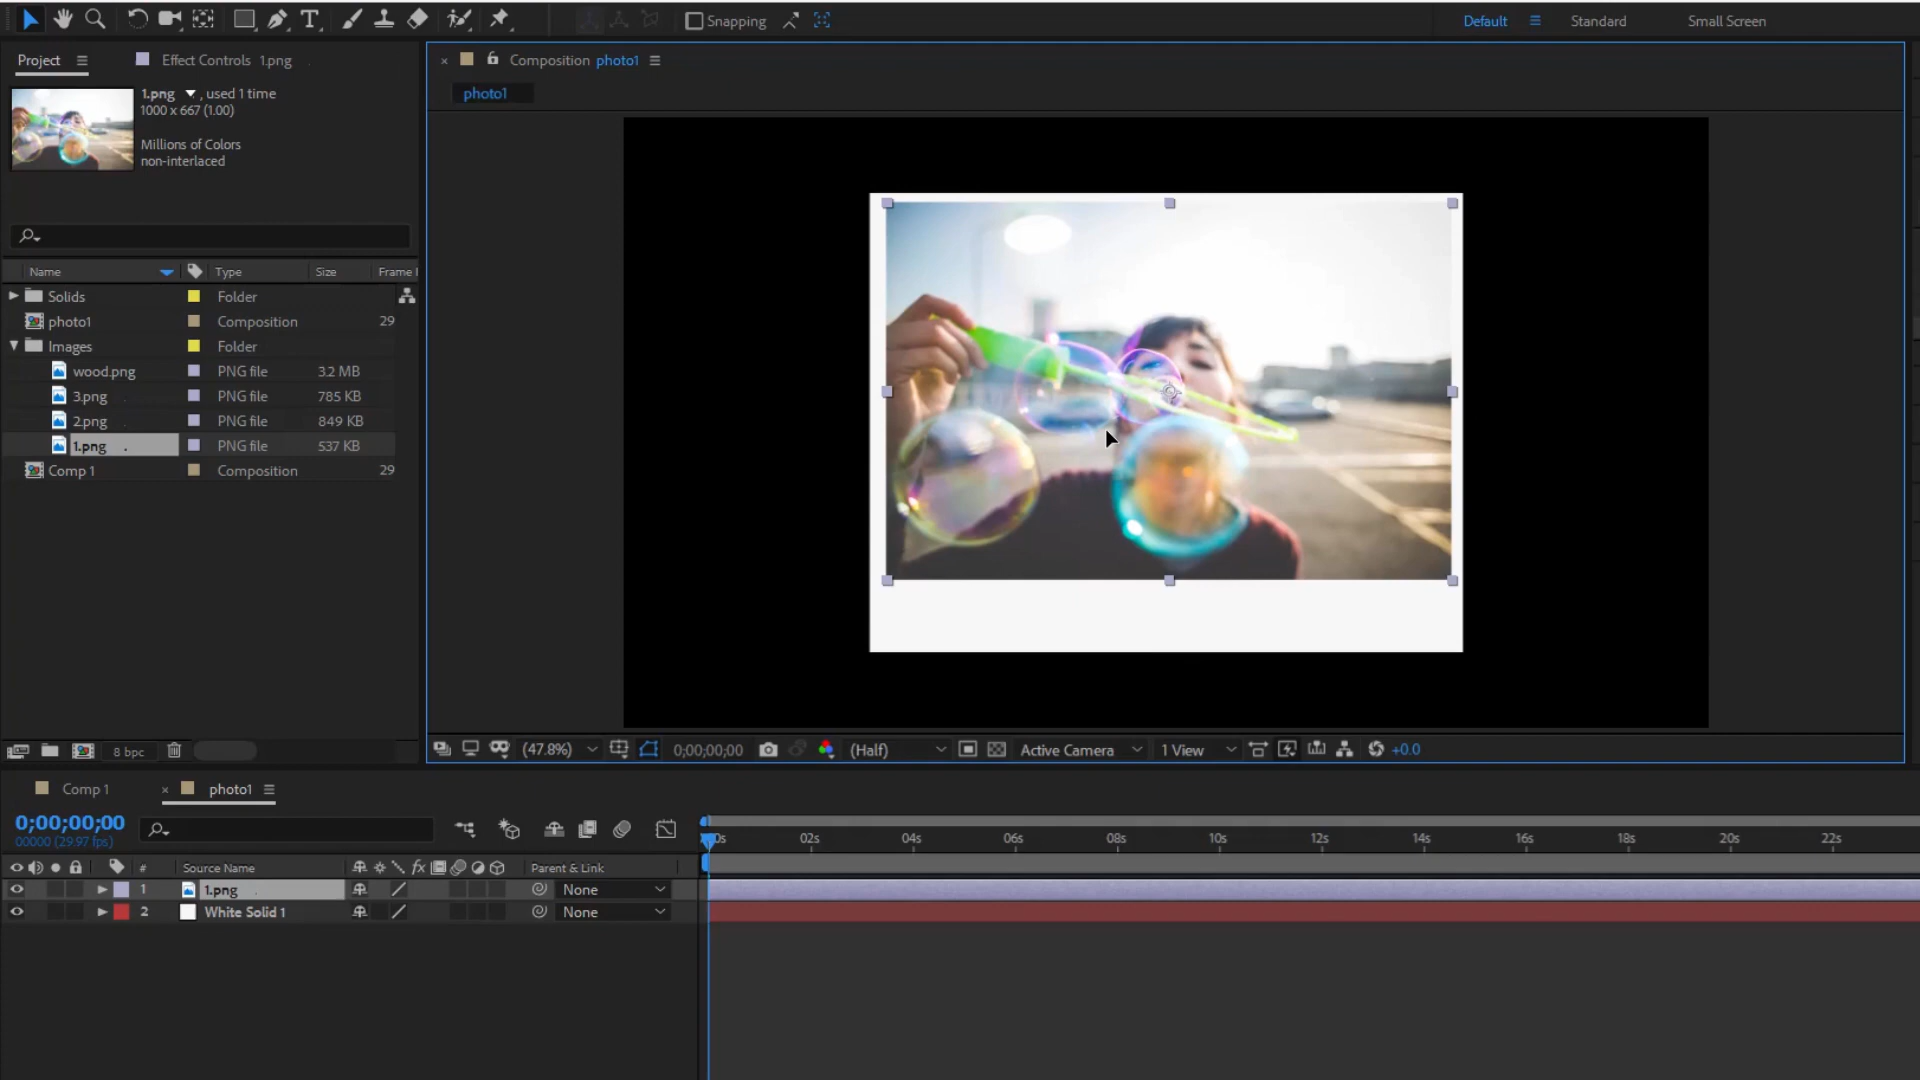 Snapping
Default
Standard
Small Screen
Project
Effect Controls 1.png
Composition photo1
photo1
1.png , used 1 time
1000 x 667 (1.00)
Millions of Colors
non-interlaced
Name Type Size Frame
Solids Folder
photo1 Composition 29
Images Folder
wood.png PNG file 3.2 MB
3.png PNG file 785 KB
2.png PNG file 849 KB
1.png PNG file 537 KB
Comp 1 Composition 29
8 bpc
(47.8%) 0;00;00;00 (Half) Active Camera 1 View +0.0
Comp 1 photo1
0;00;00;00
00000 (29.97 fps)
0s 02s 04s 06s 08s 10s 12s 14s 16s 18s 20s 22s
# Source Name fx Parent & Link
1 1.png None
2 White Solid 1 None